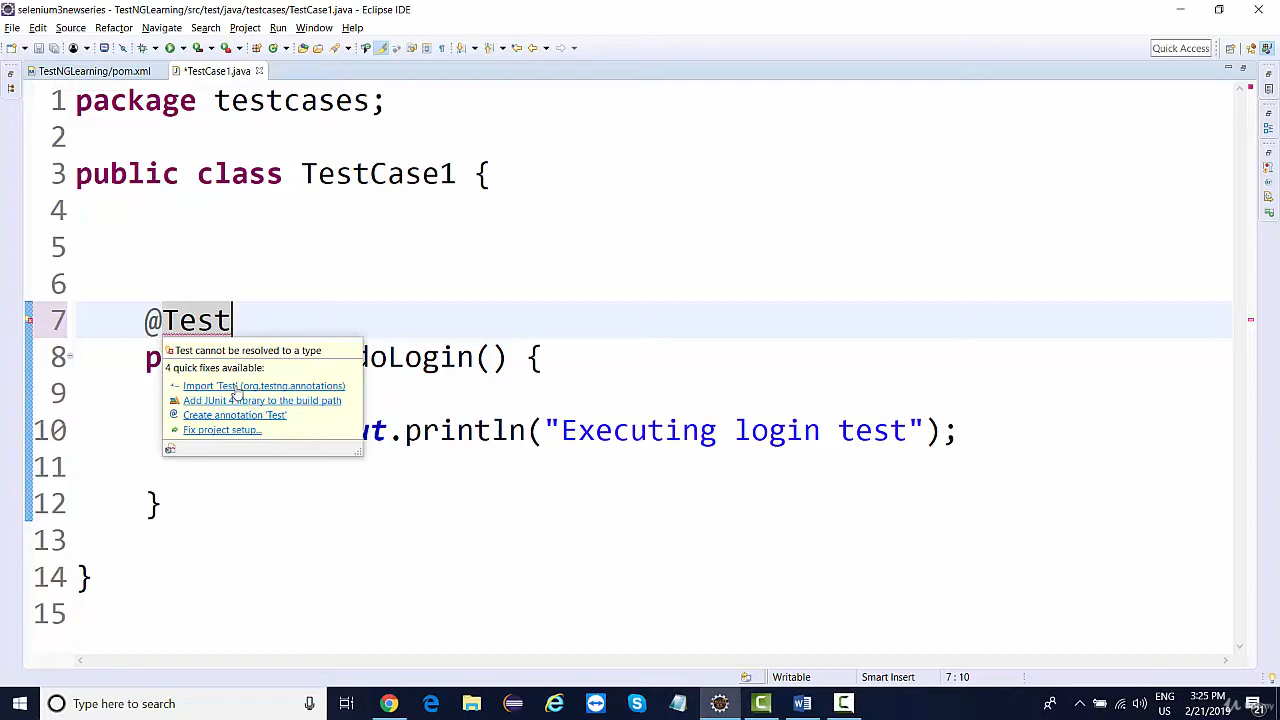 selenium3newseries - TestNGLearning/src/test/java/testcases/TestCase1.java - Eclipse IDE
File Edit Source Refactor Navigate Search Project Run Window Help
Quick Access
TestNGLearning/pom.xml *TestCase1.java
1 package testcases;
2
3 public class TestCase1 {
4
5
6
7 @Test
Test cannot be resolved to a type
4 quick fixes available:
Import 'Test' (org.testng.annotations)
Add JUnit 4 library to the build path
Create annotation 'Test'
Fix project setup...
8 p doLogin() {
9
10 ut.println("Executing login test");
11
12 }
13
14 }
15
Writable Smart Insert 7 : 10
Type here to search
ENG
US
3:25 PM
2/21/2019
21